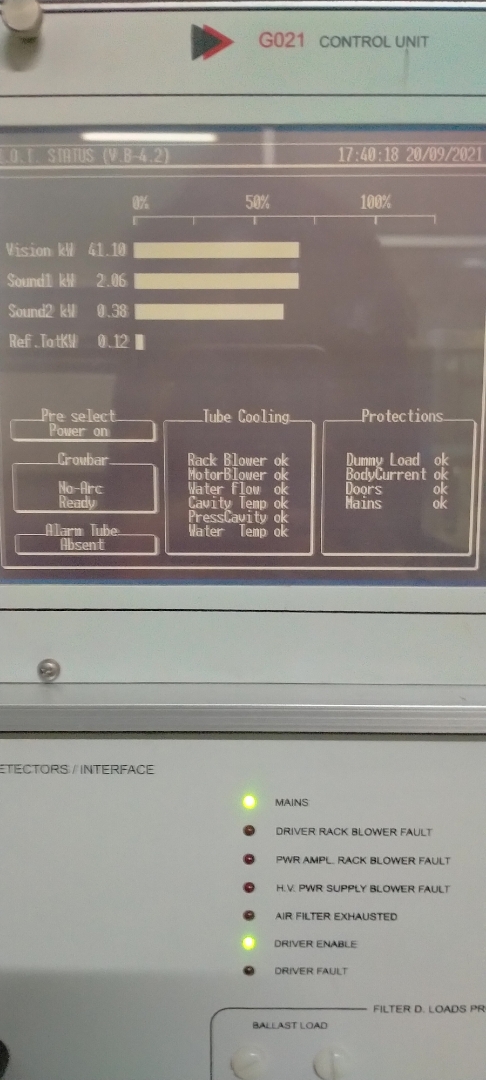 G021 CONTROL UNIT
I.O.T. STATUS (V.B-4.2) 17:40:18 20/09/2021
0% 50% 100%
Vision kW 41.10
Sound1 kW 2.06
Sound2 kW 0.38
Ref.TotKW 0.12
Pre select
Power on
Crowbar
No-Arc
Ready
Alarm Tube
Absent
Tube Cooling
Rack Blower ok
MotorBlower ok
Water flow ok
Cavity Temp ok
PressCavity ok
Water Temp ok
Protections
Dummy Load ok
BodyCurrent ok
Doors ok
Mains ok
ETECTORS / INTERFACE
MAINS
DRIVER RACK BLOWER FAULT
PWR AMPL. RACK BLOWER FAULT
H.V. PWR SUPPLY BLOWER FAULT
AIR FILTER EXHAUSTED
DRIVER ENABLE
DRIVER FAULT
FILTER D. LOADS PR
BALLAST LOAD